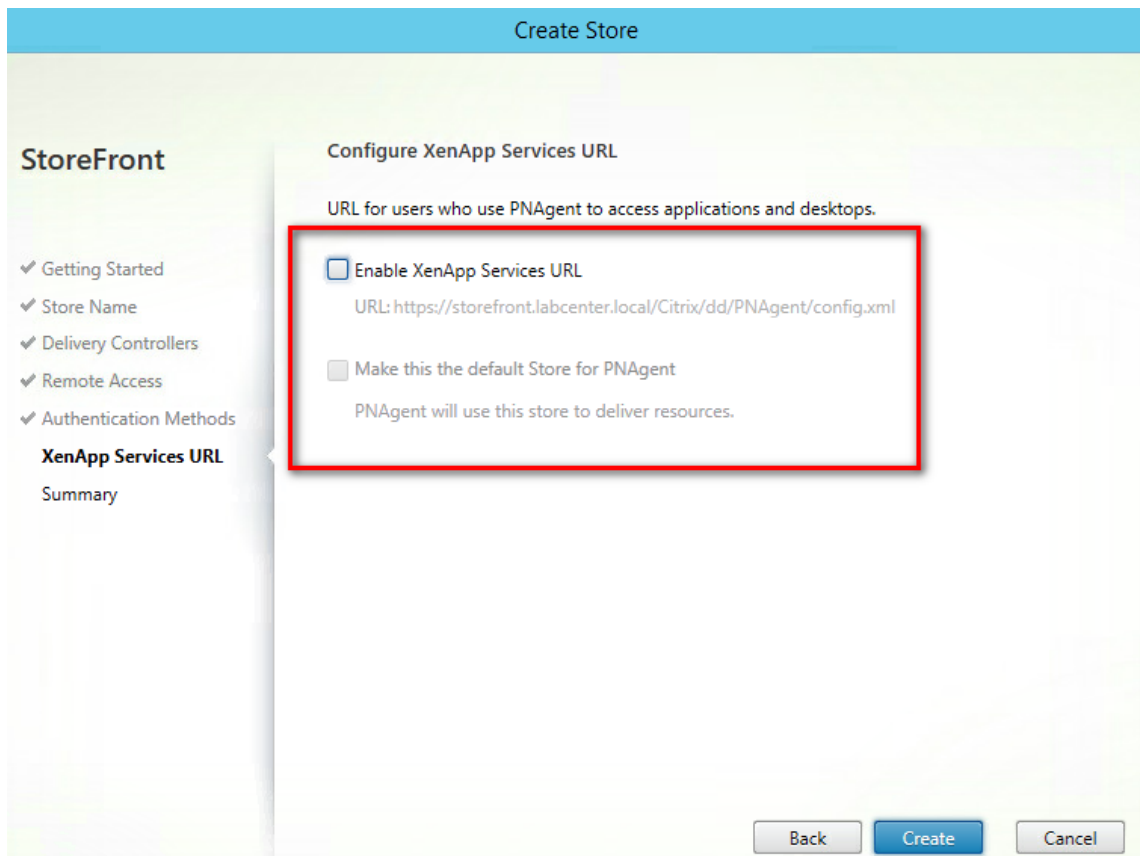 Create Store
StoreFront
Getting Started
Store Name
Delivery Controllers
Remote Access
Authentication Methods
XenApp Services URL
Summary
Configure XenApp Services URL
URL for users who use PNAgent to access applications and desktops.
Enable XenApp Services URL
URL: https://storefront.labcenter.local/Citrix/dd/PNAgent/config.xml
Make this the default Store for PNAgent
PNAgent will use this store to deliver resources.
Back
Create
Cancel